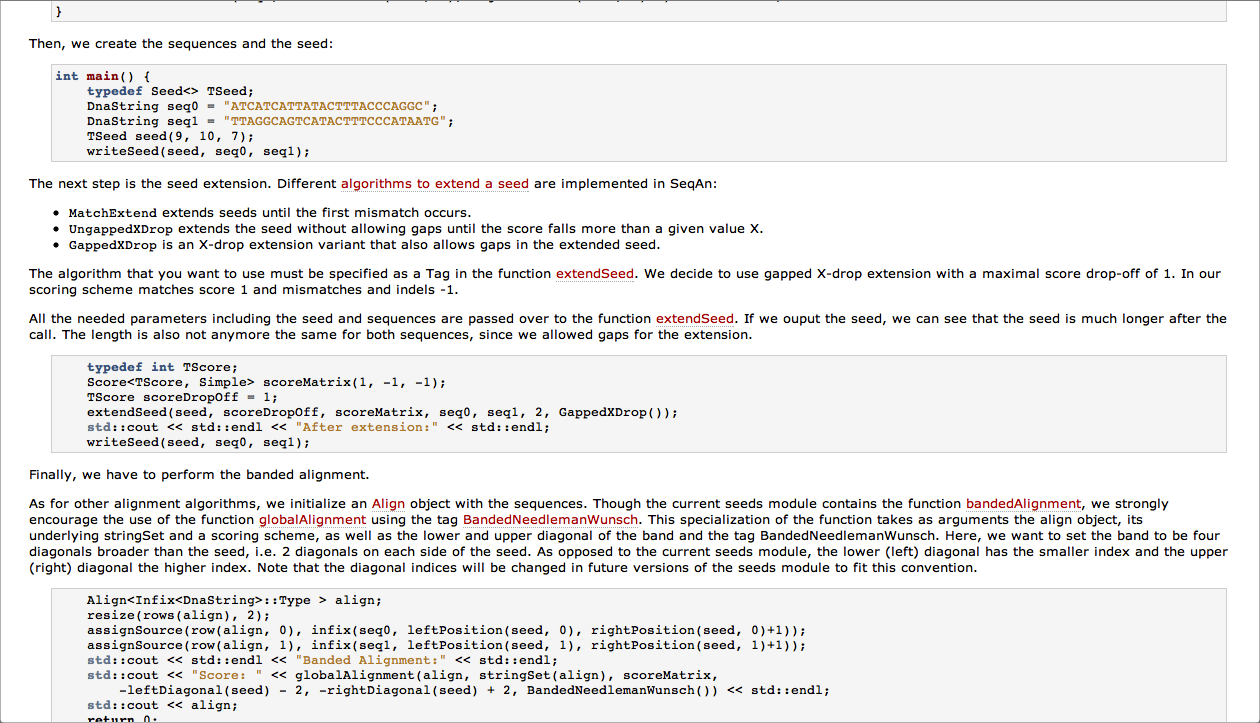 }
Then, we create the sequences and the seed:
int main() {
typedef Seed<> TSeed;
DnaString seq0 = "ATCATCATTATACTTTACCCAGGC";
DnaString seq1 = "TTAGGCAGTCATACTTTCCCATAATG";
TSeed seed(9, 10, 7);
writeSeed(seed, seq0, seq1);
The next step is the seed extension. Different algorithms to extend a seed are implemented in SeqAn:
• MatchExtend extends seeds until the first mismatch occurs.
• UngappedXDrop extends the seed without allowing gaps until the score falls more than a given value X.
• GappedXDrop is an X-drop extension variant that also allows gaps in the extended seed.
The algorithm that you want to use must be specified as a Tag in the function extendSeed. We decide to use gapped X-drop extension with a maximal score drop-off of 1. In our
scoring scheme matches score 1 and mismatches and indels -1.
All the needed parameters including the seed and sequences are passed over to the function extendSeed. If we ouput the seed, we can see that the seed is much longer after the
call. The length is also not anymore the same for both sequences, since we allowed gaps for the extension.
typedef int TScore;
Score<TScore, Simple> scoreMatrix(1, -1, -1);
TScore scoreDropOff = 1;
extendSeed(seed, scoreDropOff, scoreMatrix, seq0, seq1, 2, GappedXDrop());
std::cout << std::endl << "After extension:" << std::endl;
writeSeed(seed, seq0, seq1);
Finally, we have to perform the banded alignment.
As for other alignment algorithms, we initialize an Align object with the sequences. Though the current seeds module contains the function bandedAlignment, we strongly
encourage the use of the function globalAlignment using the tag BandedNeedlemanWunsch. This specialization of the function takes as arguments the align object, its
underlying stringSet and a scoring scheme, as well as the lower and upper diagonal of the band and the tag BandedNeedlemanWunsch. Here, we want to set the band to be four
diagonals broader than the seed, i.e. 2 diagonals on each side of the seed. As opposed to the current seeds module, the lower (left) diagonal has the smaller index and the upper
(right) diagonal the higher index. Note that the diagonal indices will be changed in future versions of the seeds module to fit this convention.
Align<Infix<DnaString>::Type > align;
resize(rows(align), 2);
assignSource(row(align, 0), infix(seq0, leftPosition(seed, 0), rightPosition(seed, 0)+1));
assignSource(row(align, 1), infix(seq1, leftPosition(seed, 1), rightPosition(seed, 1)+1));
std::cout << std::endl << "Banded Alignment:" << std::endl;
std::cout << "Score: " << globalAlignment(align, stringSet(align), scoreMatrix,
-leftDiagonal(seed) - 2, -rightDiagonal(seed) + 2, BandedNeedlemanWunsch()) << std::endl;
std::cout << align;
return 0;